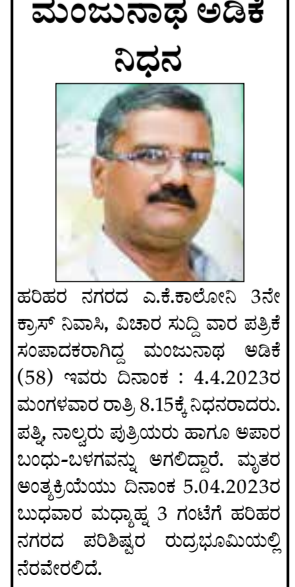 ಮಂಜುನಾಥ ಅಡಿಕೆ
ನಿಧನ
ಹರಿಹರ ನಗರದ ಎ.ಕೆ.ಕಾಲೋನಿ 3ನೇ
ಕ್ರಾಸ್ ನಿವಾಸಿ, ವಿಚಾರ ಸುದ್ದಿ ವಾರ ಪತ್ರಿಕೆ
ಸಂಪಾದಕರಾಗಿದ್ದ ಮಂಜುನಾಥ ಅಡಿಕೆ
(58) ಇವರು ದಿನಾಂಕ : 4.4.2023ರ
ಮಂಗಳವಾರ ರಾತ್ರಿ 8.15ಕ್ಕೆ ನಿಧನರಾದರು.
ಪತ್ನಿ, ನಾಲ್ವರು ಪುತ್ರಿಯರು ಹಾಗೂ ಅಪಾರ
ಬಂಧು-ಬಳಗವನ್ನು ಅಗಲಿದ್ದಾರೆ. ಮೃತರ
ಅಂತ್ಯಕ್ರಿಯೆಯು ದಿನಾಂಕ 5.04.2023ರ
ಬುಧವಾರ ಮಧ್ಯಾಹ್ನ 3 ಗಂಟೆಗೆ ಹರಿಹರ
ನಗರದ ಪರಿಶಿಷ್ಟರ ರುದ್ರಭೂಮಿಯಲ್ಲಿ
ನೆರವೇರಲಿದೆ.